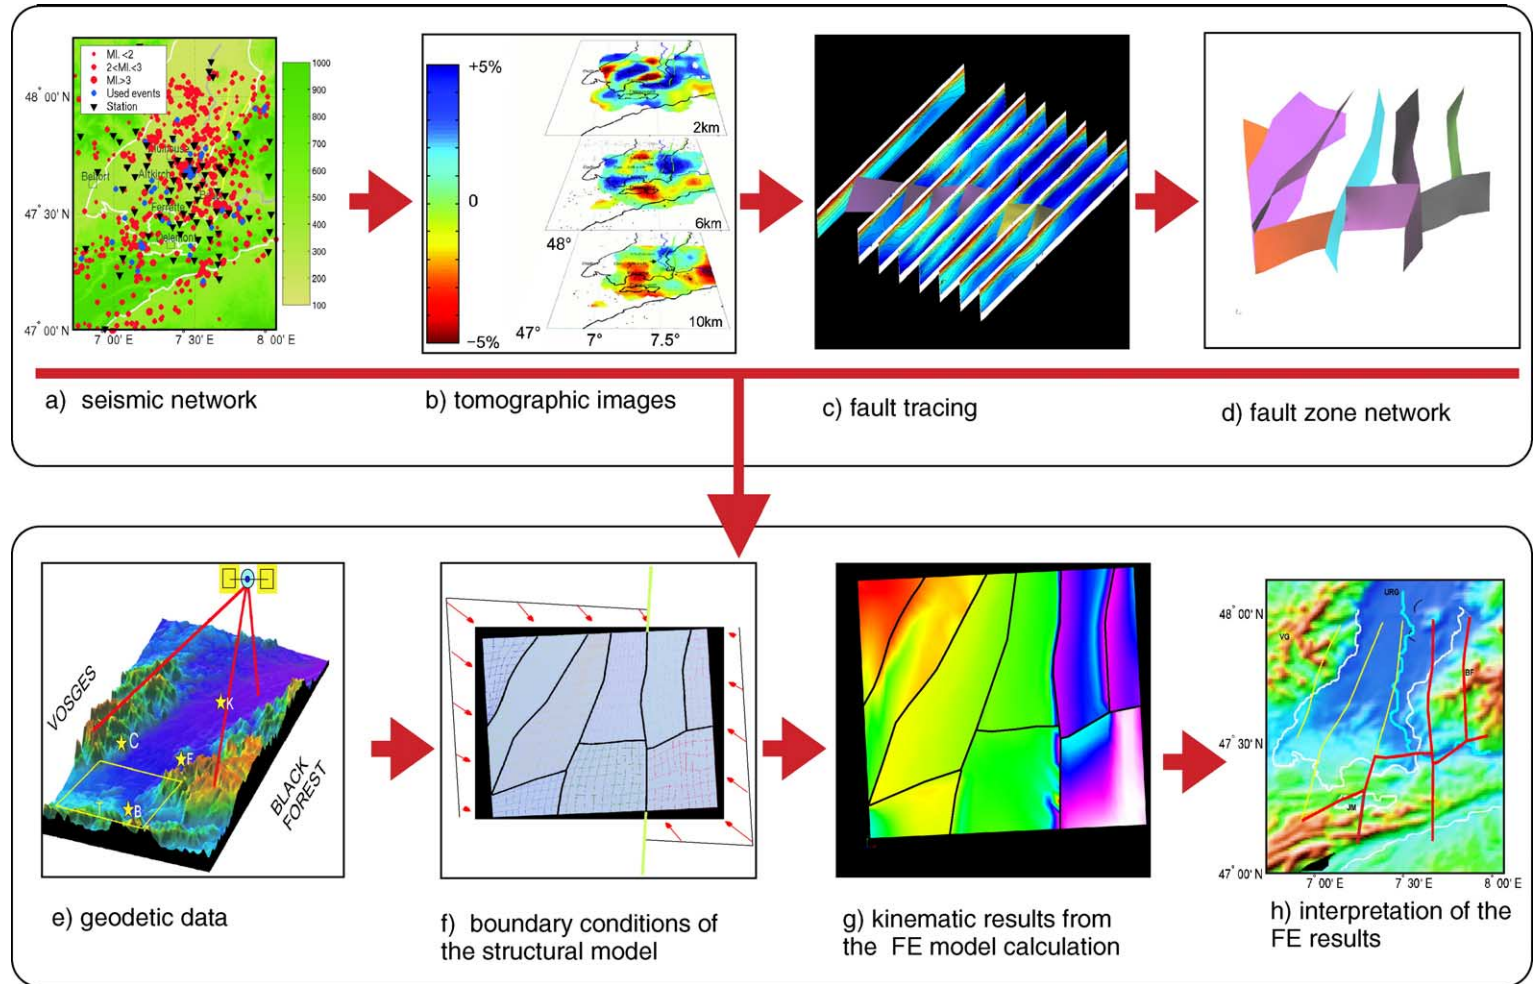 Ml. <2
2<Ml.<3
Ml.>3
Used events
Station
48° 00' N
47° 30' N
47° 00' N
7° 00' E
7° 30' E
8° 00' E
Mulhouse
Belfort
Altkirch
Ferrette
Delemont
1000
900
800
700
600
500
400
300
200
100
+5%
0
−5%
2km
6km
10km
48°
47°
7°
7.5°
a) seismic network
b) tomographic images
c) fault tracing
d) fault zone network
VOSGES
BLACK
FOREST
K
C
F
B
48° 00' N
47° 30' N
47° 00' N
7° 00' E
7° 30' E
8° 00' E
URG
VG
BF
JM
e) geodetic data
f) boundary conditions of
the structural model
g) kinematic results from
the FE model calculation
h) interpretation of the
FE results